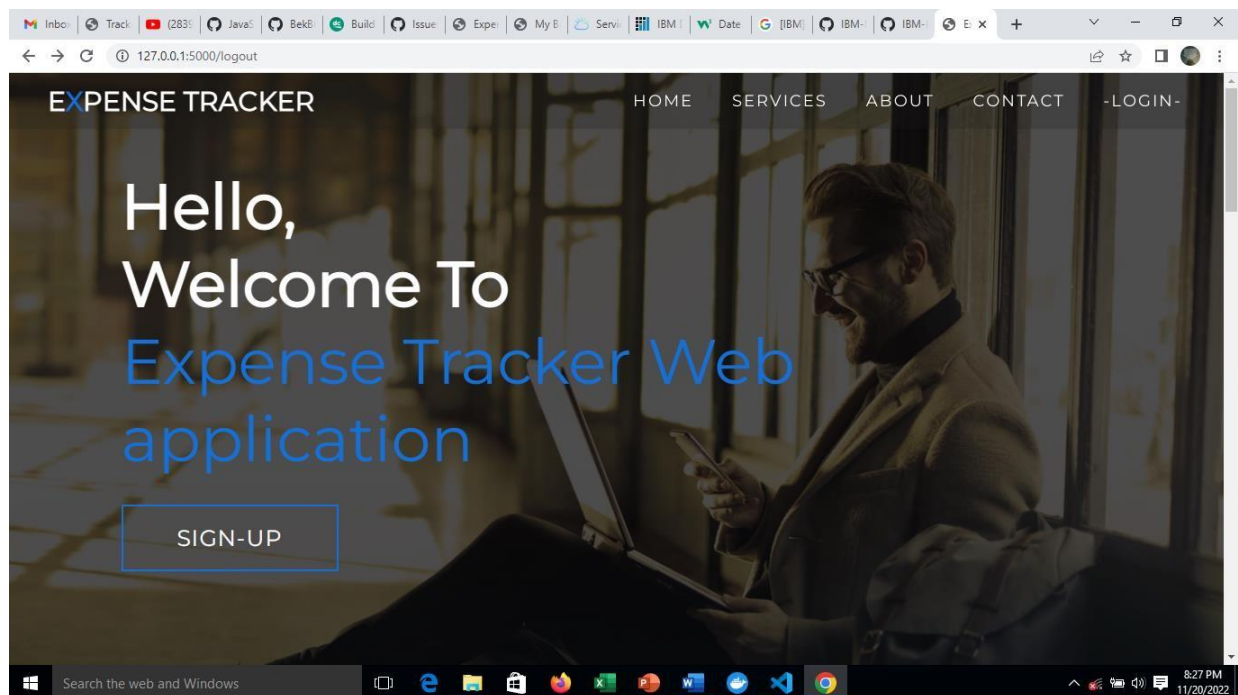 Inbo
Track
(2839
JavaS
BekB
Build
Issue
Expe
My B
Servi
IBM
Date
[IBM]
IBM-
IBM-
E
127.0.0.1:5000/logout
EXPENSE TRACKER
HOME
SERVICES
ABOUT
CONTACT
-LOGIN-
Hello,
Welcome To
Expense Tracker Web
application
SIGN-UP
Search the web and Windows
8:27 PM
11/20/2022